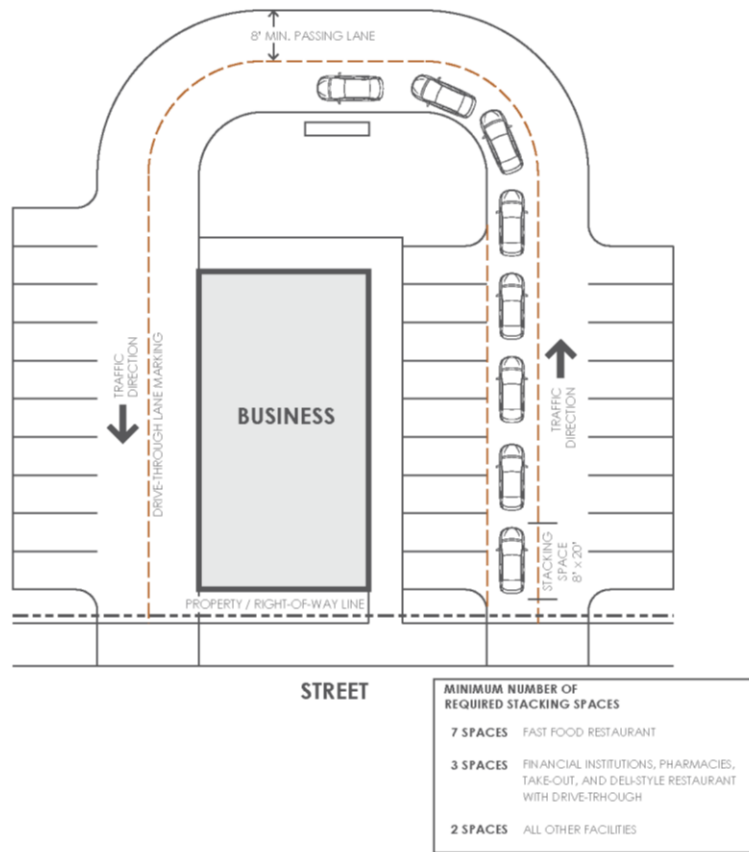 8' MIN. PASSING LANE
TRAFFIC
DIRECTION
DRIVE-THROUGH LANE MARKING
BUSINESS
TRAFFIC
DIRECTION
STACKING
SPACE
8' x 20'
PROPERTY / RIGHT-OF-WAY LINE
STREET
MINIMUM NUMBER OF
REQUIRED STACKING SPACES
7 SPACES FAST FOOD RESTAURANT
3 SPACES FINANCIAL INSTITUTIONS, PHARMACIES,
TAKE-OUT, AND DELI-STYLE RESTAURANT
WITH DRIVE-TRHOUGH
2 SPACES ALL OTHER FACILITIES